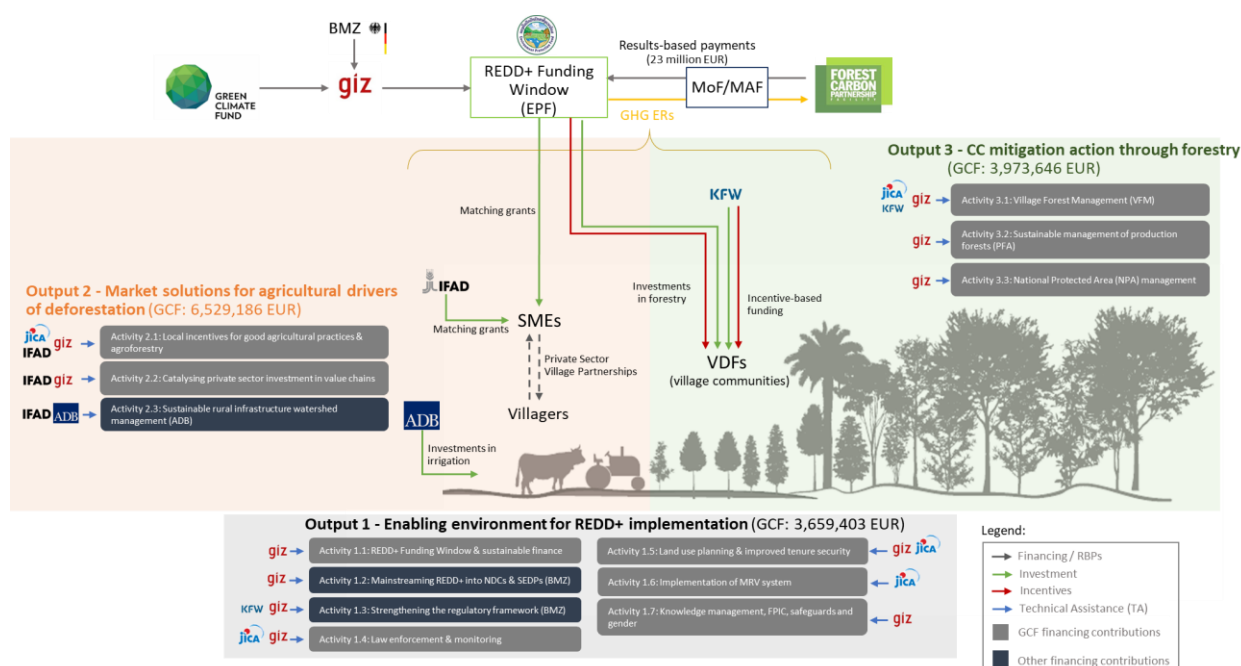 BMZ
GREEN
CLIMATE
FUND
giz
REDD+ Funding
Window
(EPF)
Results-based payments
(23 million EUR)
MoF/MAF
GHG ERs
FOREST
CARBON
PARTNERSHIP
Output 3 - CC mitigation action through forestry
(GCF: 3,973,646 EUR)
jica
KFW
giz
Activity 3.1: Village Forest Management (VFM)
giz
Activity 3.2: Sustainable management of production
forests (PFA)
giz
Activity 3.3: National Protected Area (NPA) management
KFW
Matching grants
Investments
in forestry
Incentive-based
funding
IFAD
Matching grants
SMEs
Private Sector
Village Partnerships
Villagers
VDFs
(village communities)
ADB
Investments in
irrigation
Output 2 - Market solutions for agricultural drivers
of deforestation (GCF: 6,529,186 EUR)
jica
IFAD
giz
Activity 2.1: Local incentives for good agricultural practices &
agroforestry
IFAD giz
Activity 2.2: Catalysing private sector investment in value chains
IFAD ADB
Activity 2.3: Sustainable rural infrastructure watershed
management (ADB)
Output 1 - Enabling environment for REDD+ implementation (GCF: 3,659,403 EUR)
giz
Activity 1.1: REDD+ Funding Window & sustainable finance
giz
Activity 1.2: Mainstreaming REDD+ into NDCs & SEDPs (BMZ)
KFW giz
Activity 1.3: Strengthening the regulatory framework (BMZ)
jica giz
Activity 1.4: Law enforcement & monitoring
Activity 1.5: Land use planning & improved tenure security
giz jica
Activity 1.6: Implementation of MRV system
jica
Activity 1.7: Knowledge management, FPIC, safeguards and
gender
giz
Legend:
Financing / RBPs
Investment
Incentives
Technical Assistance (TA)
GCF financing contributions
Other financing contributions